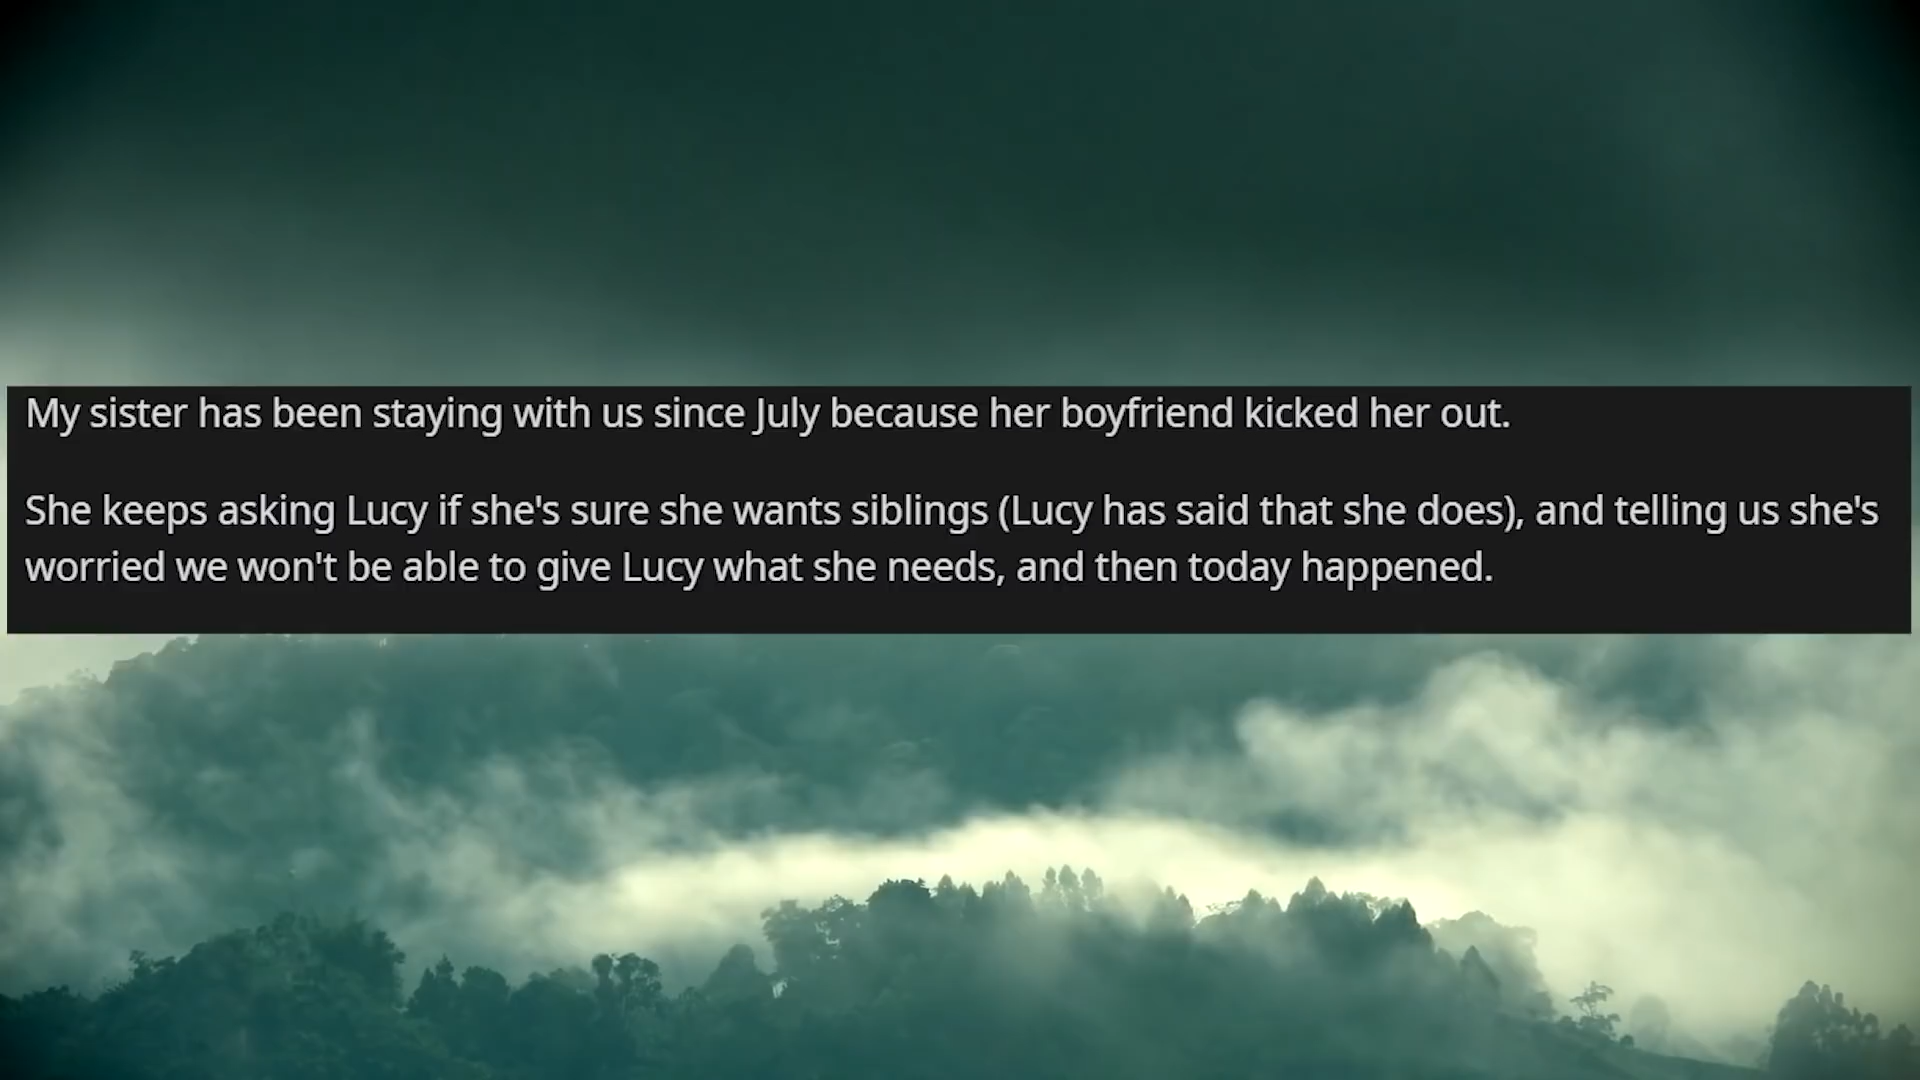 My sister has been staying with us since July because her boyfriend kicked her out.
She keeps asking Lucy if she's sure she wants siblings (Lucy has said that she does), and telling us she's
worried we won't be able to give Lucy what she needs, and then today happened.